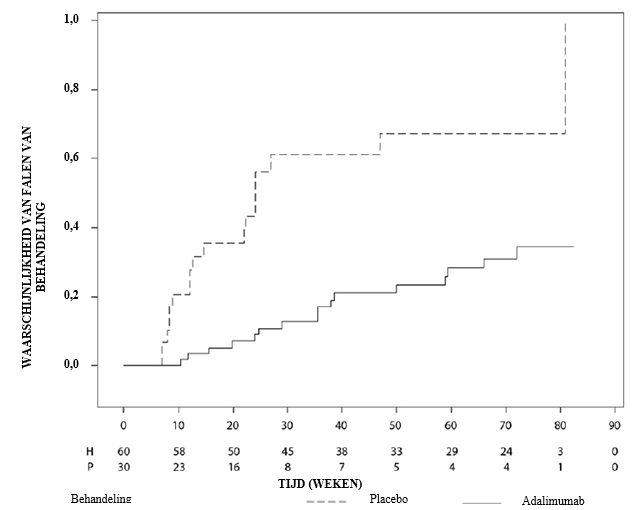 1,0
0,8
0,6
0,4
0,2
0,0
WAARSCHIJNLIJKHEID VAN FALEN VAN
BEHANDELING
0 10 20 30 40 50 60 70 80 90
H 60 58 50 45 38 33 29 24 3 0
P 30 23 16 8 7 5 4 4 1 0
TIJD (WEKEN)
Behandeling Placebo Adalimumab